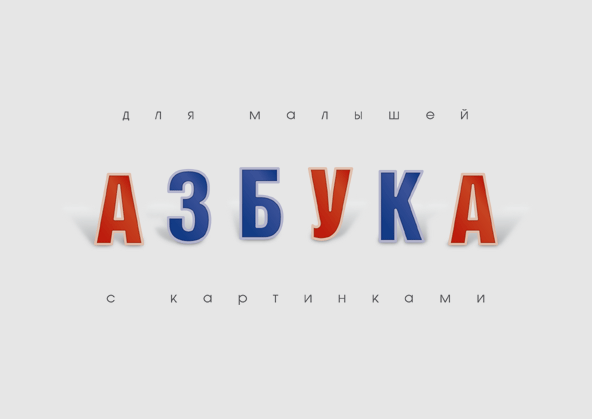 для малышей
АЗБУКА
с картинками